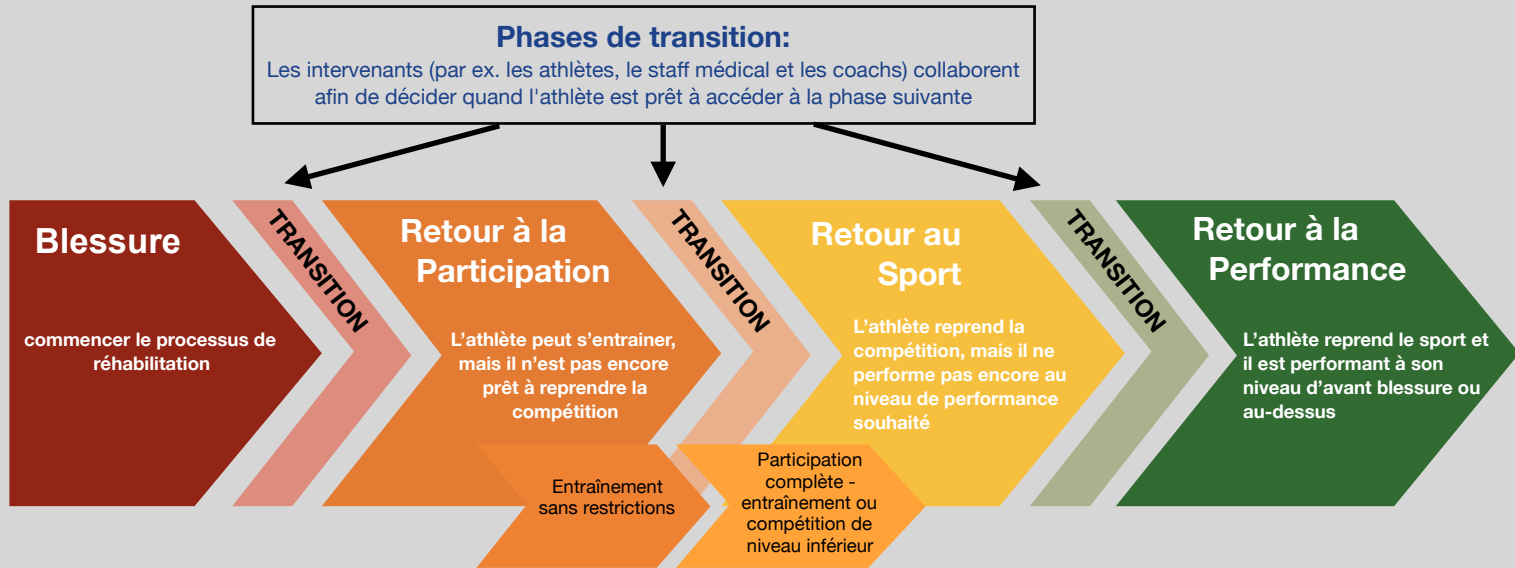 Phases de transition:
Les intervenants (par ex. les athlètes, le staff médical et les coachs) collaborent
afin de décider quand l'athlète est prêt à accéder à la phase suivante
Blessure
commencer le processus de
réhabilitation
TRANSITION
Retour à la
Participation
L'athlète peut s'entrainer,
mais il n'est pas encore
prêt à reprendre la
compétition
Entraînement
sans restrictions
TRANSITION
Participation
complète -
entraînement ou
compétition de
niveau inférieur
Retour au
Sport
L'athlète reprend la
compétition, mais il ne
performe pas encore au
niveau de performance
souhaité
TRANSITION
Retour à la
Performance
L'athlète reprend le sport et
il est performant à son
niveau d'avant blessure ou
au-dessus